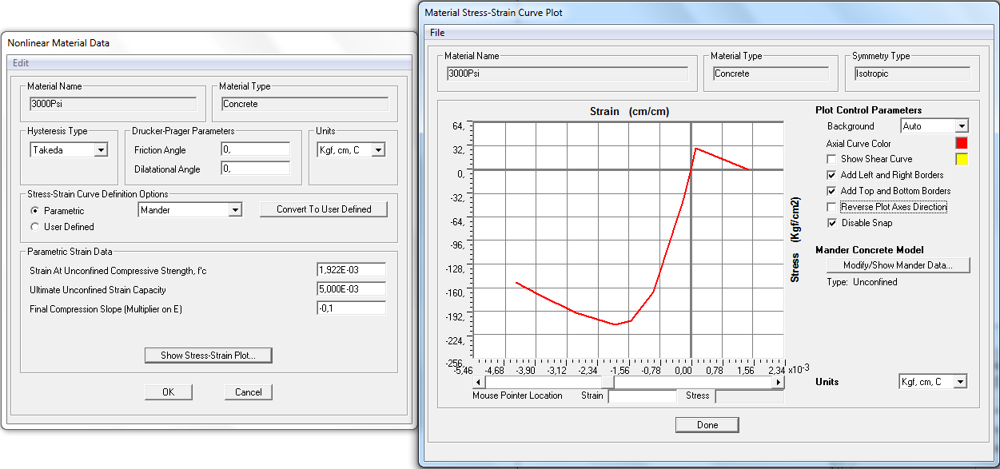 Nonlinear Material Data
Edit
Material Name
Material Type
3000Psi
Concrete
Hysteresis Type
Drucker-Prager Parameters
Units
Takeda
Friction Angle
0,
Kgf, cm, C
Dilatational Angle
0,
Stress-Strain Curve Definition Options
Parametric
Mander
Convert To User Defined
User Defined
Parametric Strain Data
Strain At Unconfined Compressive Strength, f'c
1,922E-03
Ultimate Unconfined Strain Capacity
5,000E-03
Final Compression Slope (Multiplier on E)
-0,1
Show Stress-Strain Plot...
OK
Cancel
Material Stress-Strain Curve Plot
File
Material Name
Material Type
Symmetry Type
3000Psi
Concrete
Isotropic
Strain (cm/cm)
64,
32,
0,
-32,
-64,
-96,
-128,
-160,
-192,
-224,
-256,
-5,46 -4,68 -3,90 -3,12 -2,34 -1,56 -0,78 0,00 0,78 1,56 2,34 x10-3
Stress (Kgf/cm2)
Mouse Pointer Location
Strain
Stress
Plot Control Parameters
Background
Auto
Axial Curve Color
Show Shear Curve
Add Left and Right Borders
Add Top and Bottom Borders
Reverse Plot Axes Direction
Disable Snap
Mander Concrete Model
Modify/Show Mander Data...
Type: Unconfined
Units
Kgf, cm, C
Done